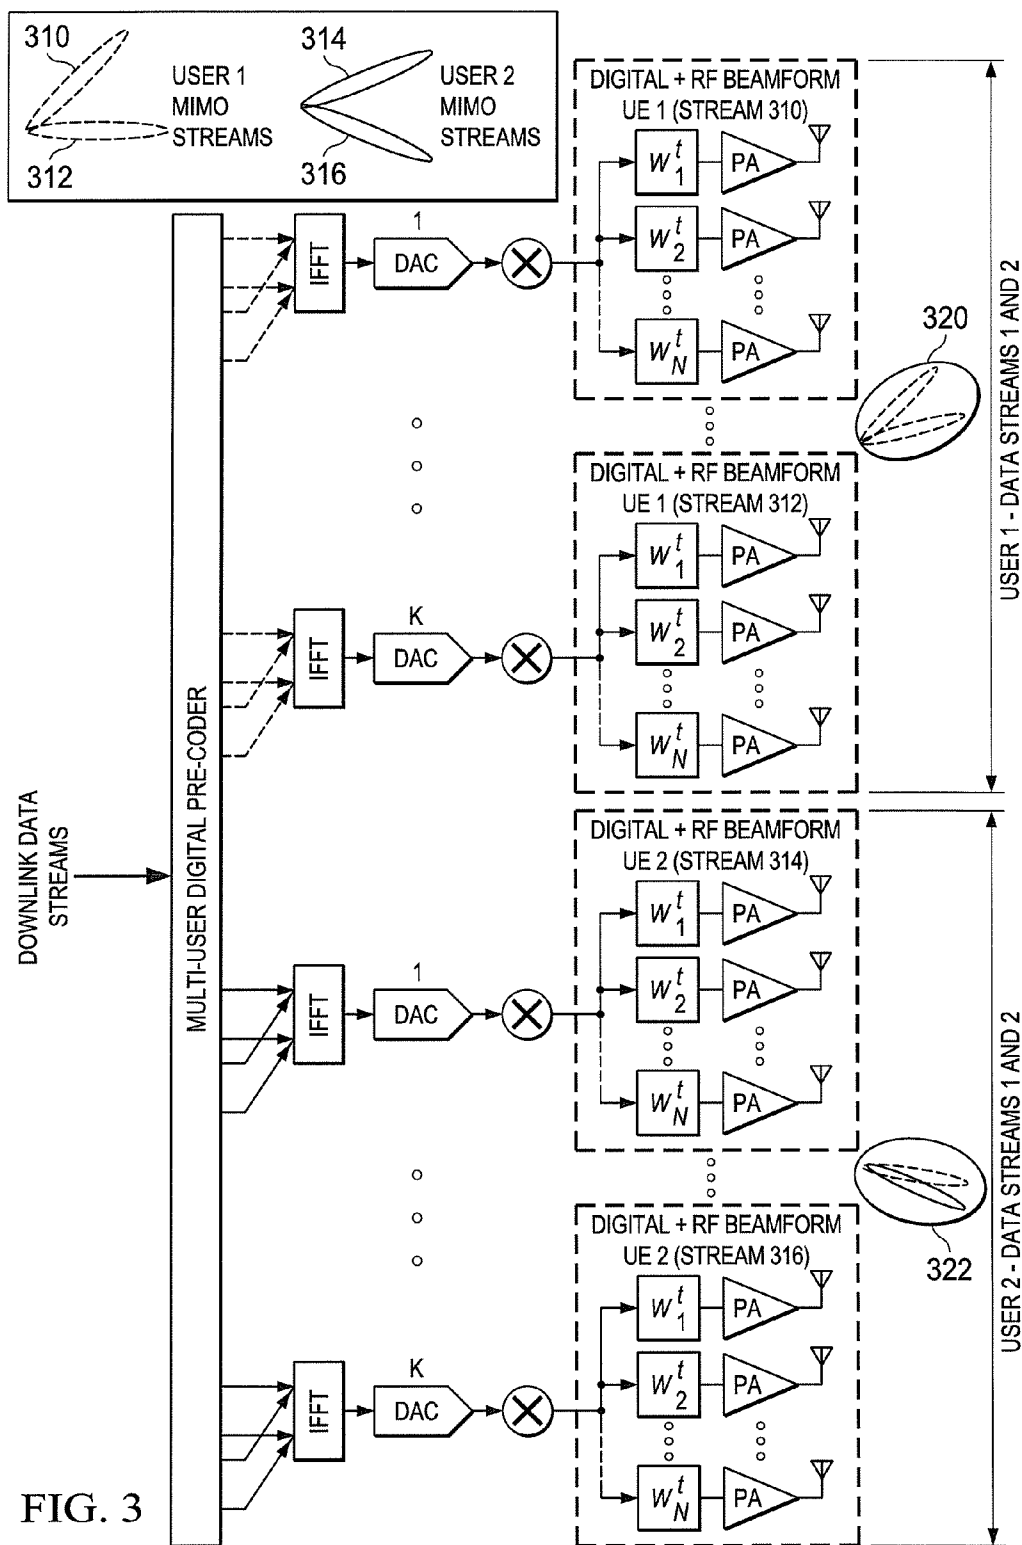 310
312
USER 1
MIMO
STREAMS
314
316
USER 2
MIMO
STREAMS
DIGITAL + RF BEAMFORM
UE 1 (STREAM 310)
W₁ᵗ PA
W₂ᵗ PA
W_Nᵗ PA
1
IFFT DAC
320
DIGITAL + RF BEAMFORM
UE 1 (STREAM 312)
W₁ᵗ PA
W₂ᵗ PA
W_Nᵗ PA
K
IFFT DAC
USER 1 - DATA STREAMS 1 AND 2
DOWNLINK DATA
STREAMS
MULTI-USER DIGITAL PRE-CODER
DIGITAL + RF BEAMFORM
UE 2 (STREAM 314)
W₁ᵗ PA
W₂ᵗ PA
W_Nᵗ PA
1
IFFT DAC
322
DIGITAL + RF BEAMFORM
UE 2 (STREAM 316)
W₁ᵗ PA
W₂ᵗ PA
W_Nᵗ PA
K
IFFT DAC
USER 2 - DATA STREAMS 1 AND 2
FIG. 3